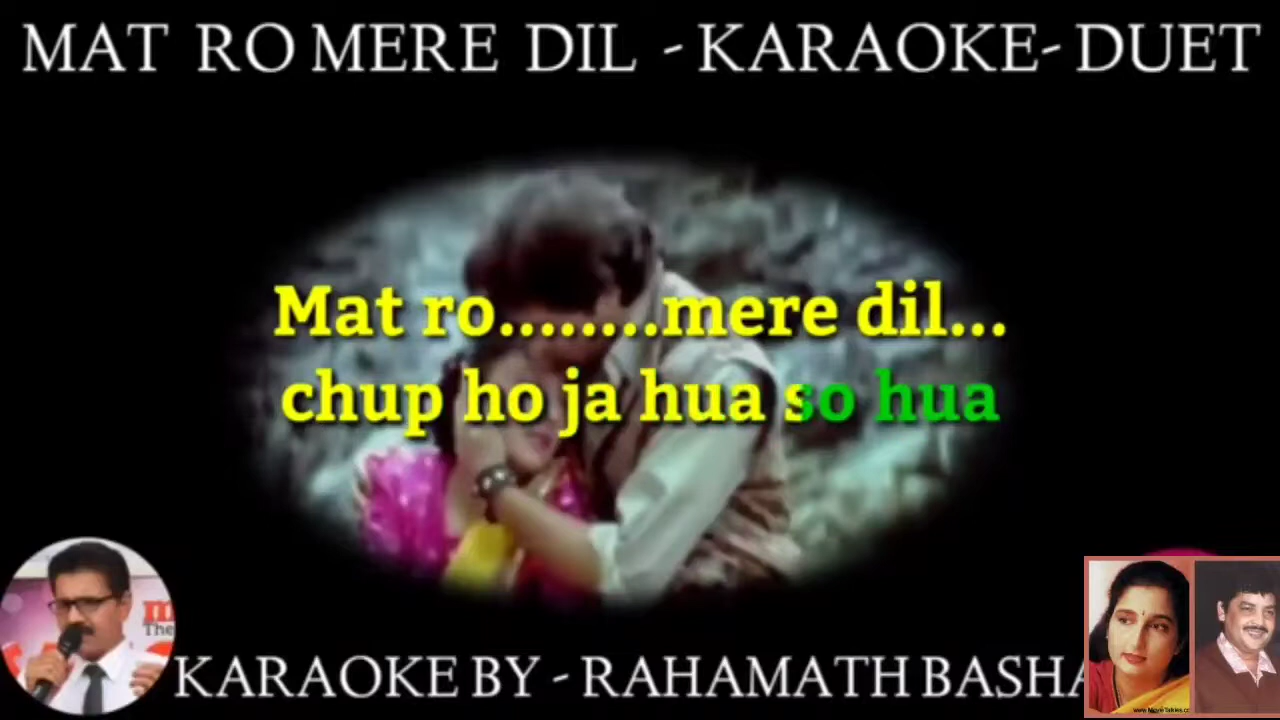 MAT RO MERE DIL - KARAOKE- DUET
Mat ro........mere dil...
chup ho ja hua so hua
The
KARAOKE BY - RAHAMATH BASHA